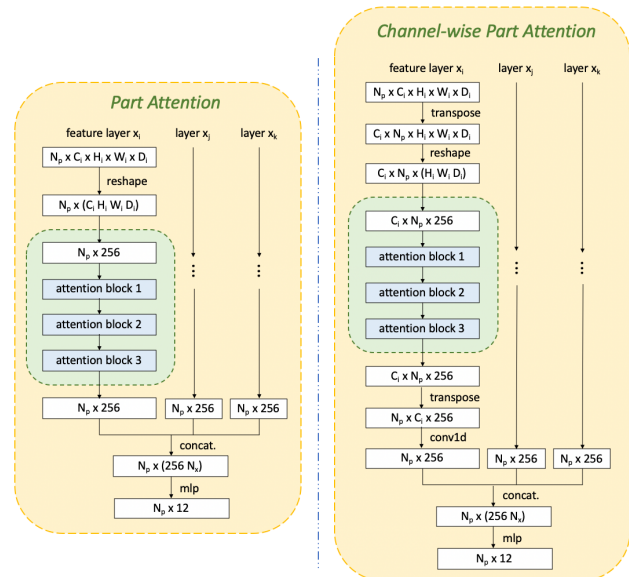 Part Attention
feature layer xᵢ layer xⱼ layer xₖ
Nₚ x Cᵢ x Hᵢ x Wᵢ x Dᵢ
reshape
Nₚ x (Cᵢ Hᵢ Wᵢ Dᵢ)
Nₚ x 256
attention block 1
attention block 2
attention block 3
Nₚ x 256 Nₚ x 256 Nₚ x 256
concat.
Nₚ x (256 Nₓ)
mlp
Nₚ x 12
Channel-wise Part Attention
feature layer xᵢ layer xⱼ layer xₖ
Nₚ x Cᵢ x Hᵢ x Wᵢ x Dᵢ
transpose
Cᵢ x Nₚ x Hᵢ x Wᵢ x Dᵢ
reshape
Cᵢ x Nₚ x (Hᵢ Wᵢ Dᵢ)
Cᵢ x Nₚ x 256
attention block 1
attention block 2
attention block 3
Cᵢ x Nₚ x 256
transpose
Nₚ x Cᵢ x 256
conv1d
Nₚ x 256 Nₚ x 256 Nₚ x 256
concat.
Nₚ x (256 Nₓ)
mlp
Nₚ x 12